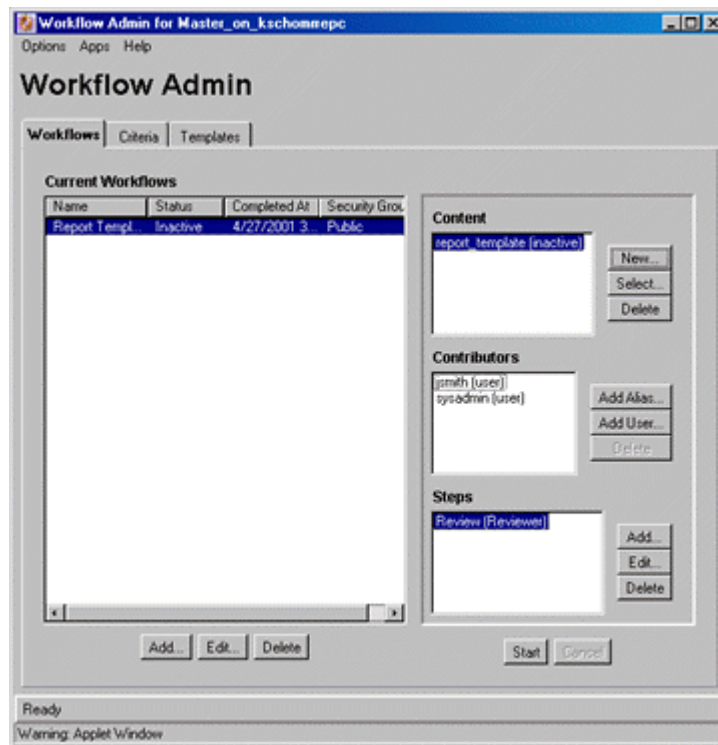 Workflow Admin for Master_on_kschommrepc
Options Apps Help
Workflow Admin
Workflows Criteria Templates
Current Workflows
Name Status Completed At Security Grou
Report Templ... Inactive 4/27/2001 3... Public
Content
report_template (inactive)
New...
Select...
Delete
Contributors
jsmith (user)
sysadmin (user)
Add Alias...
Add User...
Delete
Steps
Review (Reviewer)
Add...
Edit...
Delete
Add... Edit... Delete
Start Cancel
Ready
Warning: Applet Window